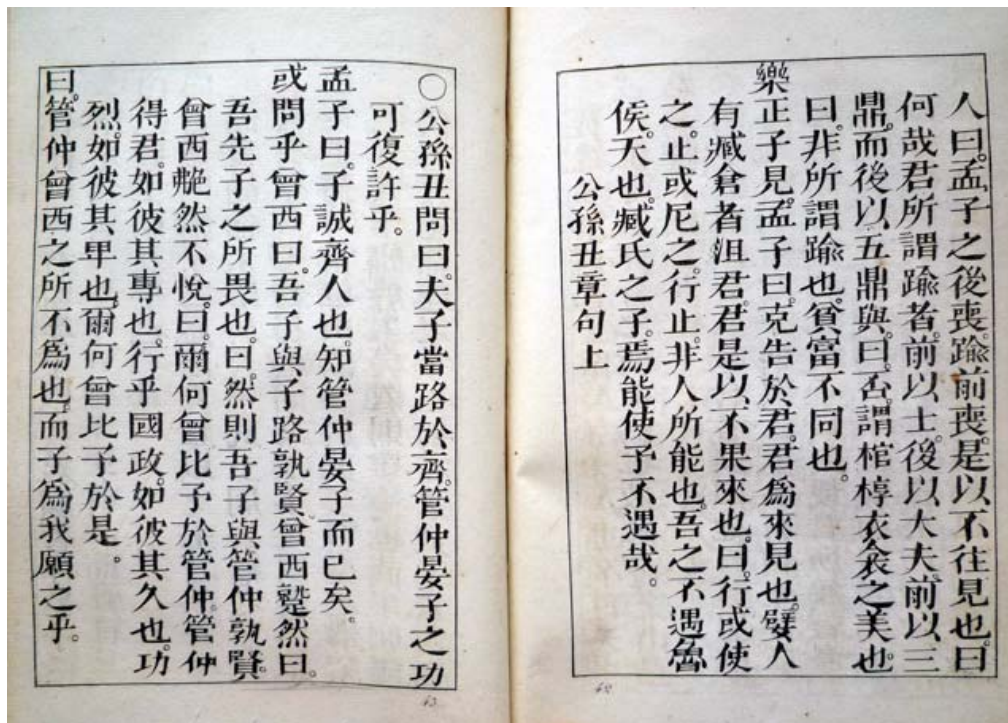 人曰。孟子之後喪。踰前喪。是以不往見也。曰
何哉君所謂踰者。前以士。後以大夫。前以三
鼎。而後以五鼎與。曰。否。謂棺椁衣衾之美也
曰。非所謂踰也。貧富不同也。
樂正子見。孟子曰。克告於君。君爲來見也。嬖人
有臧倉者沮君。君是以不果來也。曰。行或使
之。止或尼之。行止。非人所能也。吾之不遇魯
侯。天也。臧氏之子。焉能使予不遇哉。
公孫丑章句上
62
○公孫丑問曰。夫子當路於齊。管仲晏子之功
可復許乎。
孟子曰。子誠齊人也。知管仲晏子而已矣。
或問乎曾西曰。吾子與子路孰賢。曾西蹵然曰。
吾先子之所畏也。曰。然則吾子與管仲孰賢。
曾西艴然不悅。曰。爾何曾比予於管仲。管仲
得君。如彼其專也。行乎國政。如彼其久也。功
烈。如彼其卑也。爾何曾比予於是。
曰。管仲曾西之所不爲也。而子爲我願之乎。
63